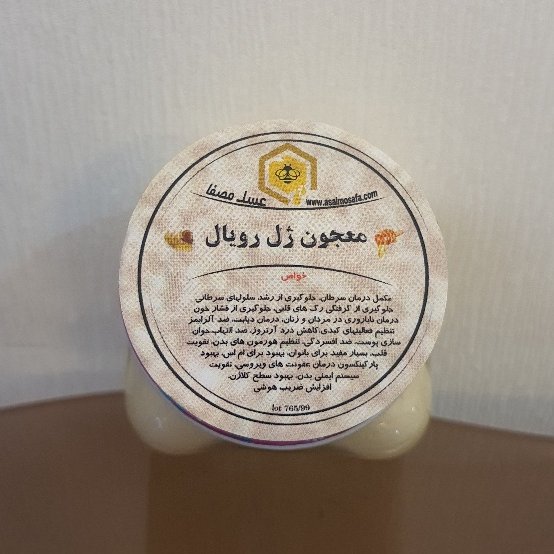 عسل مصفا
www.asalmosafa.com
معجون ژل رویال
خواص
مکمل درمان سرطان، جلوگیری از رشد سلولهای سرطانی
جلوگیری از گرفتگی رگ های قلبی، جلوگیری از فشار خون
درمان ناباروری در مردان و زنان، درمان دیابت، ضد آلزایمر
تنظیم فعالیتهای کبدی،کاهش درد آرتروز، ضد التهاب،جوان
سازی پوست، ضد افسردگی، تنظیم هورمون های بدن، تقویت
قلب، بسیار مفید برای بانوان، بهبود برای ام اس، بهبود
پارکینکسون درمان عفونت های ویروسی، تقویت
سیستم ایمنی بدن، بهبود سطح کلاژن،
افزایش ضریب هوشی
lot 765/99